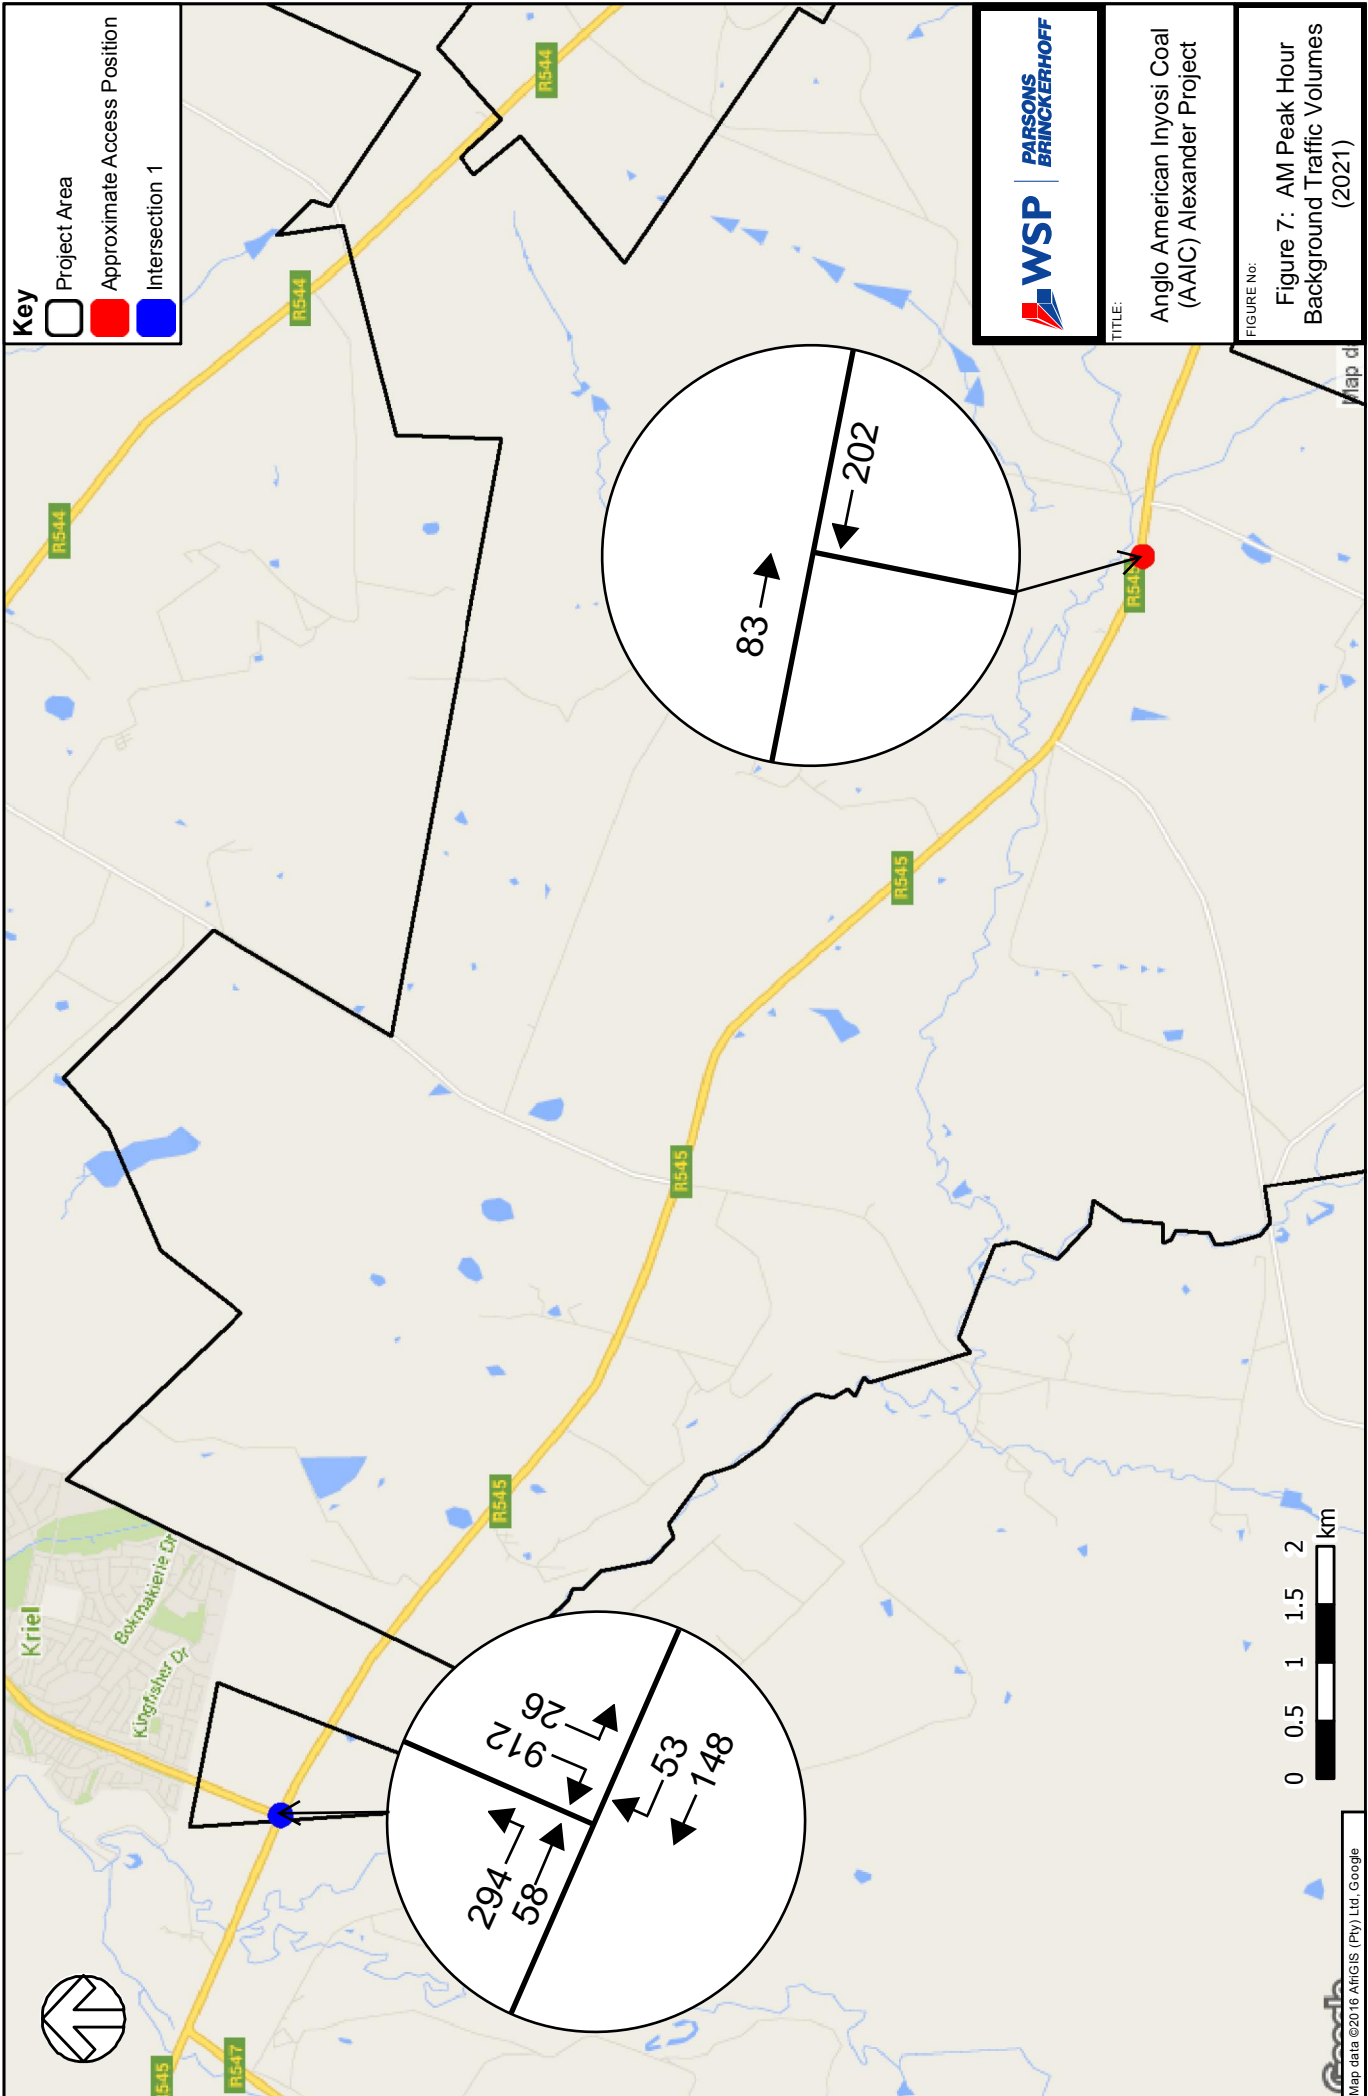 Key
Project Area
Approximate Access Position
Intersection 1
R544
R544
R544
Kriel
Bokmakierie Dr
Kingfisher Dr
R545
R547
R545
R545
R545
294
58
912
26
53
148
83
202
WSP | PARSONS
BRINCKERHOFF
TITLE:
Anglo American Inyosi Coal
(AAIC) Alexander Project
FIGURE No:
Figure 7: AM Peak Hour
Background Traffic Volumes
(2021)
0 0.5 1 1.5 2
km
Map data ©2016 AfriGIS (Pty) Ltd, Google